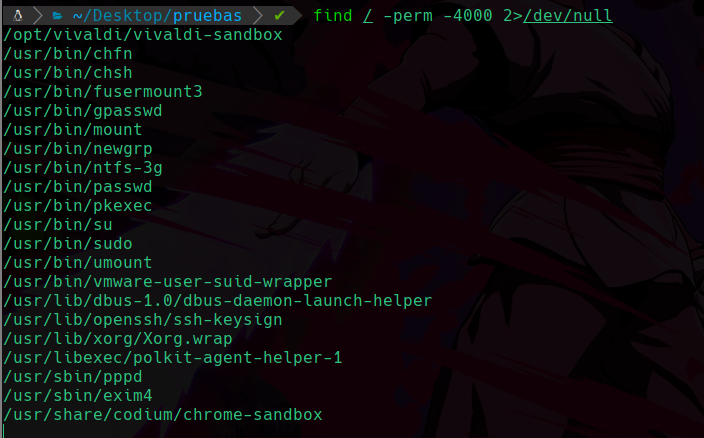 ~/Desktop/pruebas ✔ find / -perm -4000 2>/dev/null
/opt/vivaldi/vivaldi-sandbox
/usr/bin/chfn
/usr/bin/chsh
/usr/bin/fusermount3
/usr/bin/gpasswd
/usr/bin/mount
/usr/bin/newgrp
/usr/bin/ntfs-3g
/usr/bin/passwd
/usr/bin/pkexec
/usr/bin/su
/usr/bin/sudo
/usr/bin/umount
/usr/bin/vmware-user-suid-wrapper
/usr/lib/dbus-1.0/dbus-daemon-launch-helper
/usr/lib/openssh/ssh-keysign
/usr/lib/xorg/Xorg.wrap
/usr/libexec/polkit-agent-helper-1
/usr/sbin/pppd
/usr/sbin/exim4
/usr/share/codium/chrome-sandbox